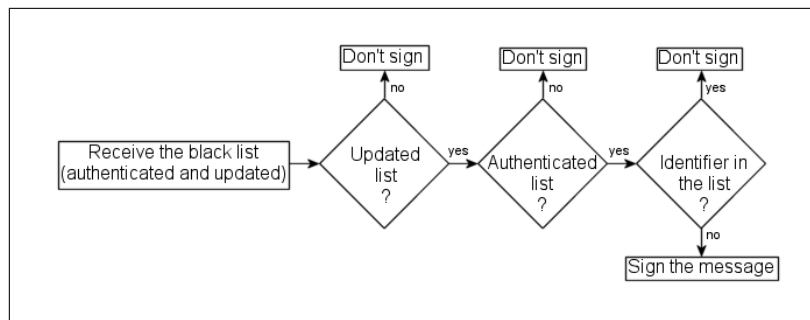 Don't sign
Don't sign
Don't sign
no
no
yes
Receive the black list
(authenticated and updated)
Updated
list
?
yes
Authenticated
list
?
yes
Identifier in
the list
?
no
Sign the message